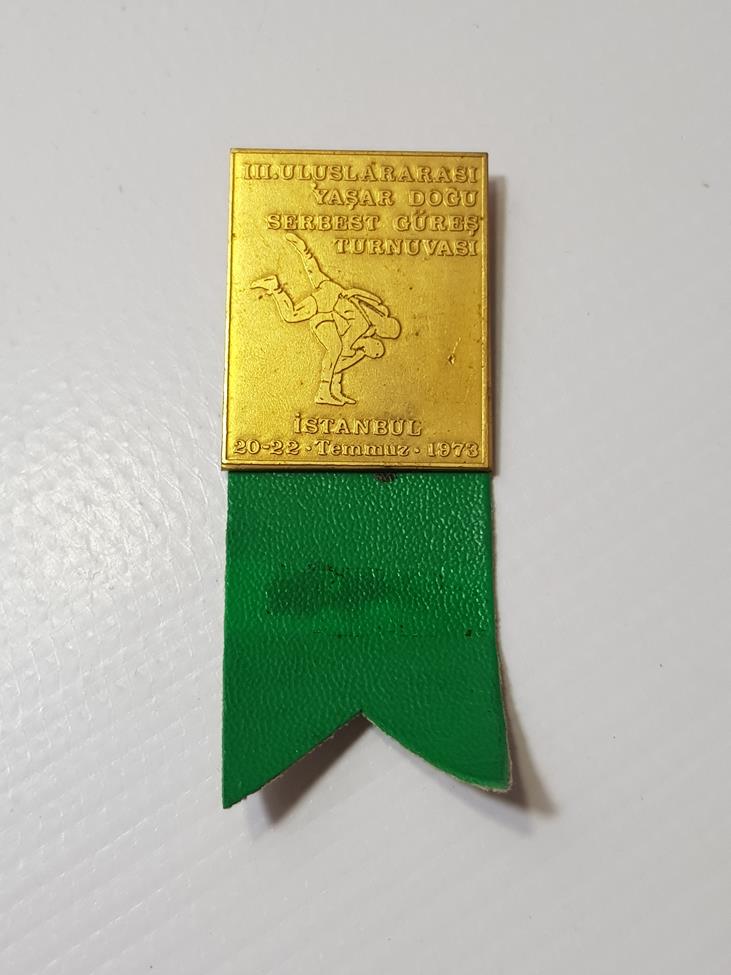 III.ULUSLARARASI
YAŞAR DOĞU
SERBEST GÜREŞ
TURNUVASI
İSTANBUL
20-22·Temmuz·1973